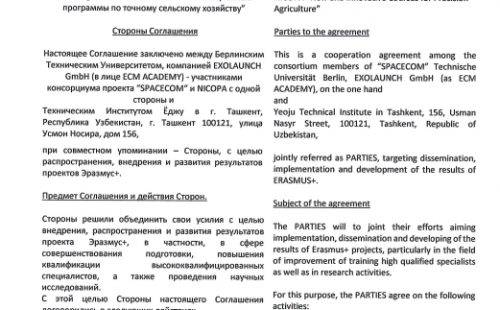 программы по точному сельскому хозяйству"
Стороны Соглашения
Настоящее Соглашение заключено между Берлинским
Техническим Университетом, компанией EXOLAUNCH
GmbH (в лице ECM ACADEMY) - участниками
консорциума проекта "SPACECOM" и NICOPA с одной
стороны и
Техническим Институтом Ёджу в г. Ташкент,
Республика Узбекистан, г. Ташкент 100121, улица
Усмон Носира, дом 156,
при совместном упоминании – Стороны, с целью
распространения, внедрения и развития результатов
проектов Эразмус+.
Предмет Соглашения и действия Сторон.
Стороны решили объединить свои усилия с целью
внедрения, распространения и развития результатов
проекта Эразмус+, в частности, в сфере
совершенствования подготовки, повышения
квалификации высококвалифицированных
специалистов, а также проведения научных
исследований.
С этой целью Стороны настоящего Соглашения
Agriculture"
Parties to the agreement
This is a cooperation agreement among the
consortium members of "SPACECOM" Technische
Universität Berlin, EXOLAUNCH GmbH (as ECM
ACADEMY), on the one hand
and
Yeoju Technical Institute in Tashkent, 156, Usman
Nasyr Street, 100121, Tashkent, Republic of
Uzbekistan,
jointly referred as PARTIES, targeting dissemination,
implementation and development of the results of
ERASMUS+.
Subject of the agreement
The PARTIES will to joint their efforts aiming
implementation, dissemination and developing of the
results of Erasmus+ projects, particularly in the field
of improvement of training high qualified specialists
as well as in research activities.
For this purpose, the PARTIES agree on the following
activities: